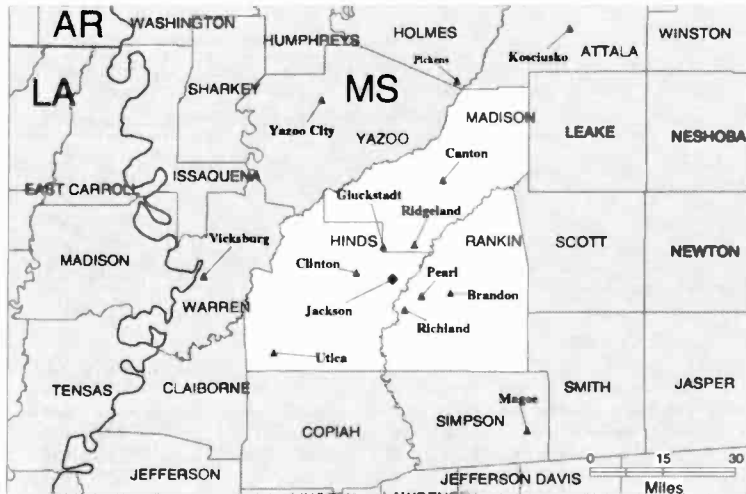 AR
WASHINGTON
HUMPHREYS
HOLMES
Kosciusko
ATTALA
WINSTON
Pickens
LA
SHARKEY
MS
MADISON
Yazoo City
YAZOO
LEAKE
NESHOBA
Canton
ISSAQUENA
EAST CARROLL
Gluckstadt
Ridgeland
HINDS
RANKIN
SCOTT
NEWTON
Vicksburg
MADISON
Clinton
Pearl
Brandon
WARREN
Jackson
Richland
Utica
TENSAS
CLAIBORNE
SMITH
JASPER
Magee
SIMPSON
COPIAH
JEFFERSON
JEFFERSON DAVIS
0 15 30
Miles